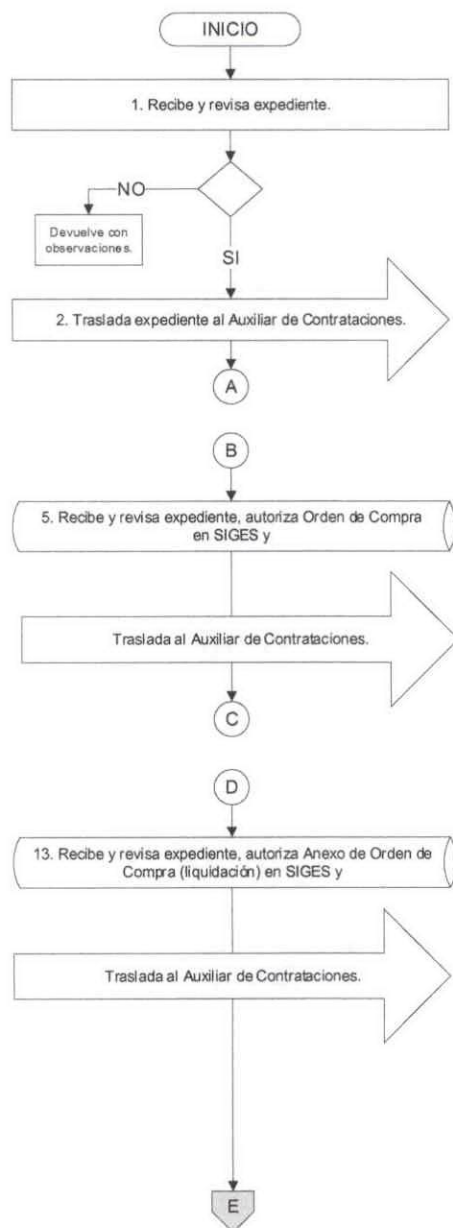 INICIO
1. Recibe y revisa expediente.
NO
Devuelve con
observaciones.
SI
2. Traslada expediente al Auxiliar de Contrataciones.
A
B
5. Recibe y revisa expediente, autoriza Orden de Compra
en SIGES y
Traslada al Auxiliar de Contrataciones.
C
D
13. Recibe y revisa expediente, autoriza Anexo de Orden de
Compra (liquidación) en SIGES y
Traslada al Auxiliar de Contrataciones.
E